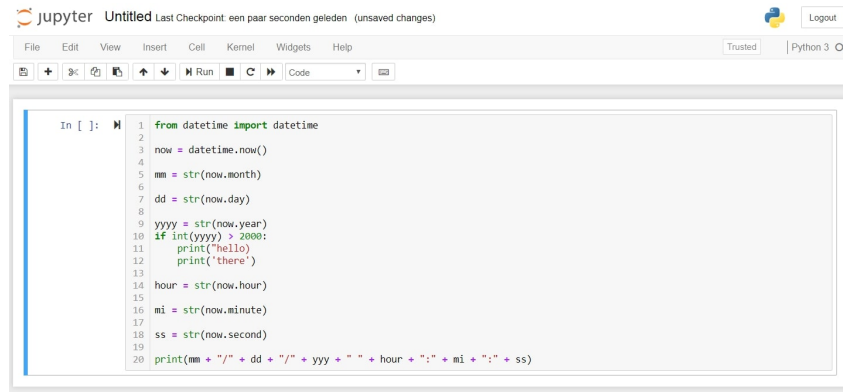 jupyter Untitled Last Checkpoint: een paar seconden geleden (unsaved changes) Logout
File Edit View Insert Cell Kernel Widgets Help Trusted Python 3
Run Code
In [ ]:
1 from datetime import datetime
2
3 now = datetime.now()
4
5 mm = str(now.month)
6
7 dd = str(now.day)
8
9 yyyy = str(now.year)
10 if int(yyyy) > 2000:
11     print("hello)
12     print('there')
13
14 hour = str(now.hour)
15
16 mi = str(now.minute)
17
18 ss = str(now.second)
19
20 print(mm + "/" + dd + "/" + yyy + " " + hour + ":" + mi + ":" + ss)